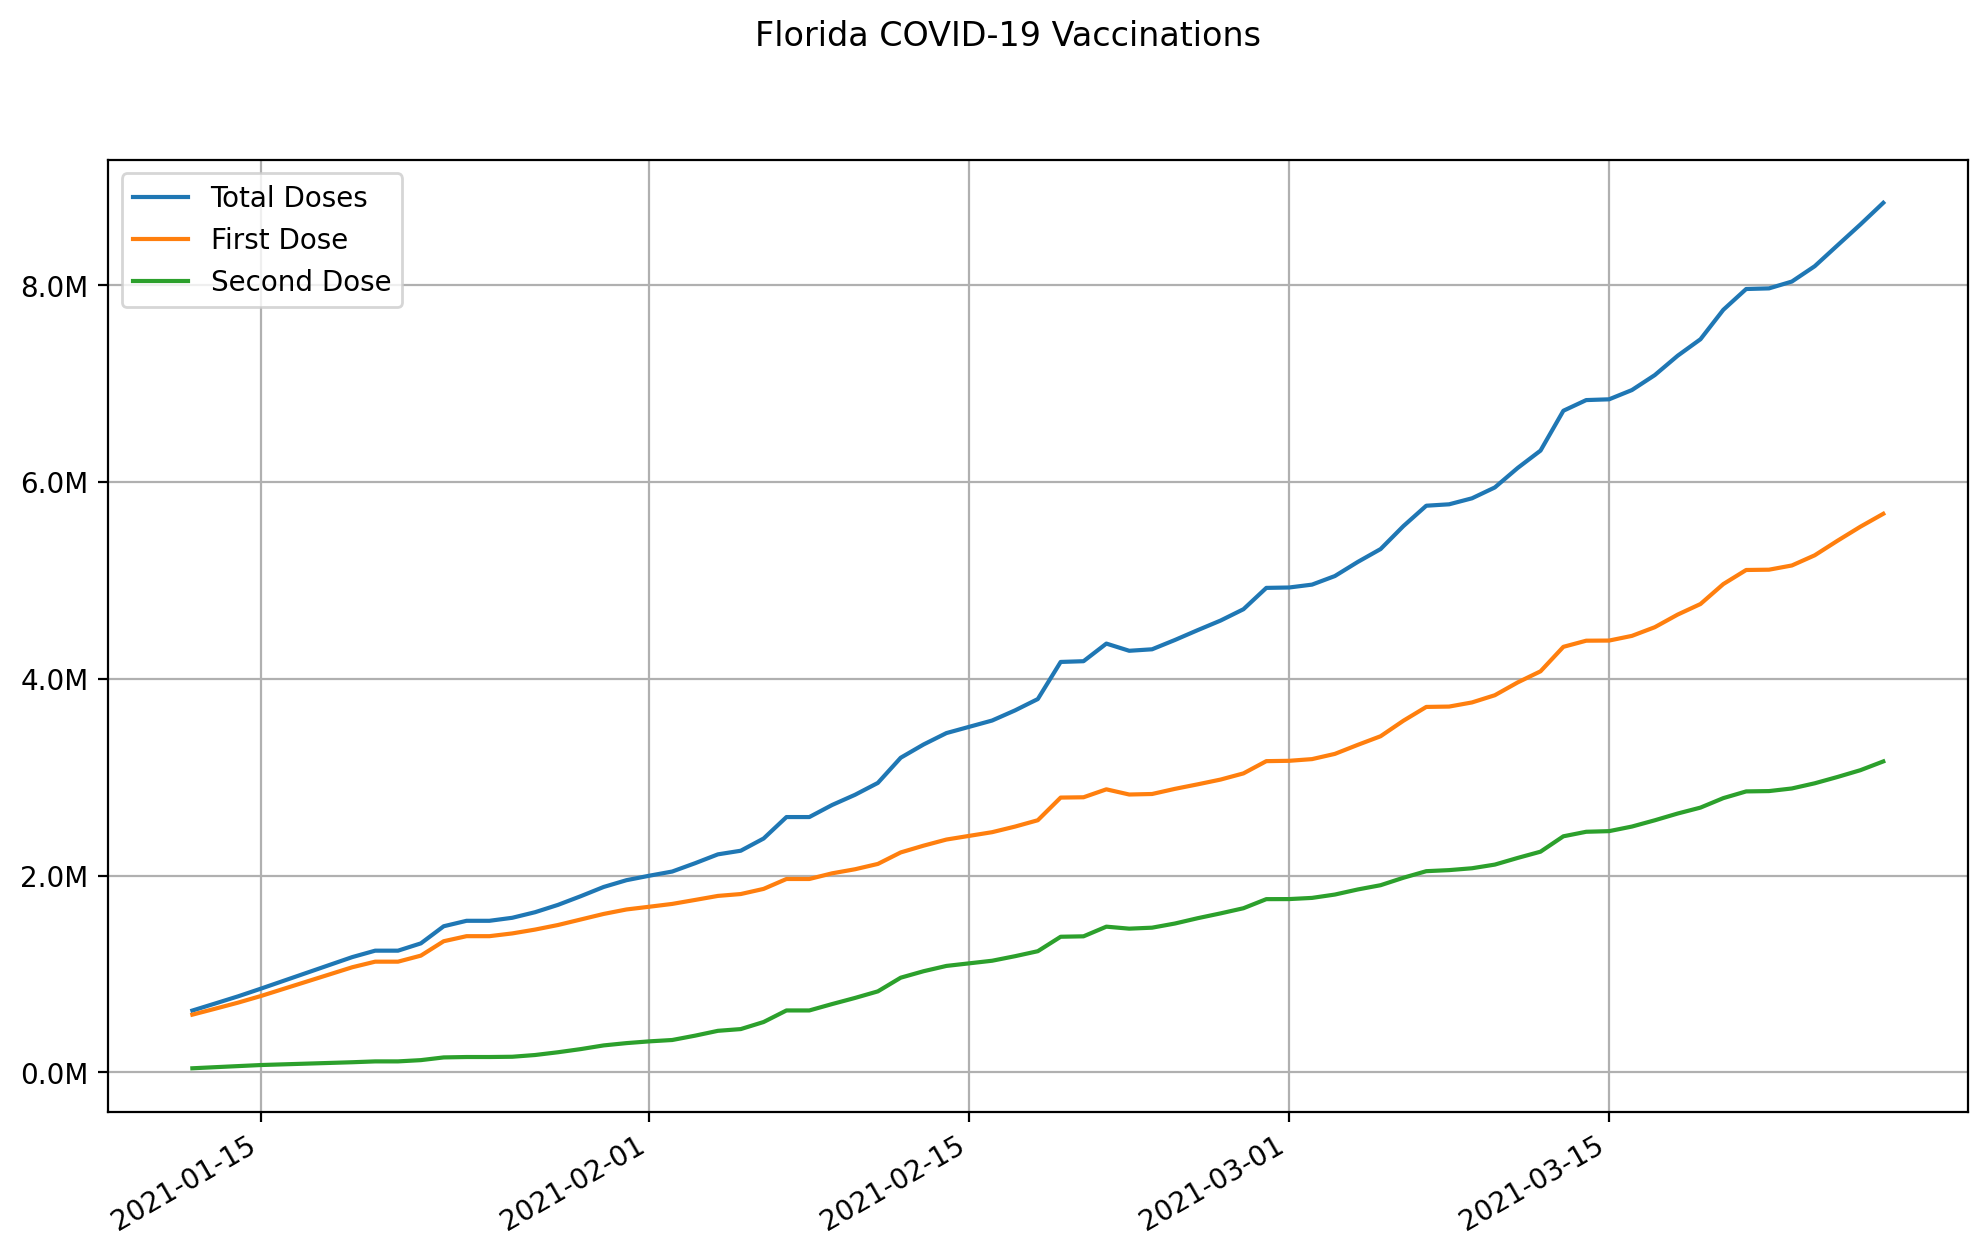 Florida COVID-19 Vaccinations
Total Doses
First Dose
Second Dose
8.0M
6.0M
4.0M
2.0M
0.0M
2021-01-15
2021-02-01
2021-02-15
2021-03-01
2021-03-15